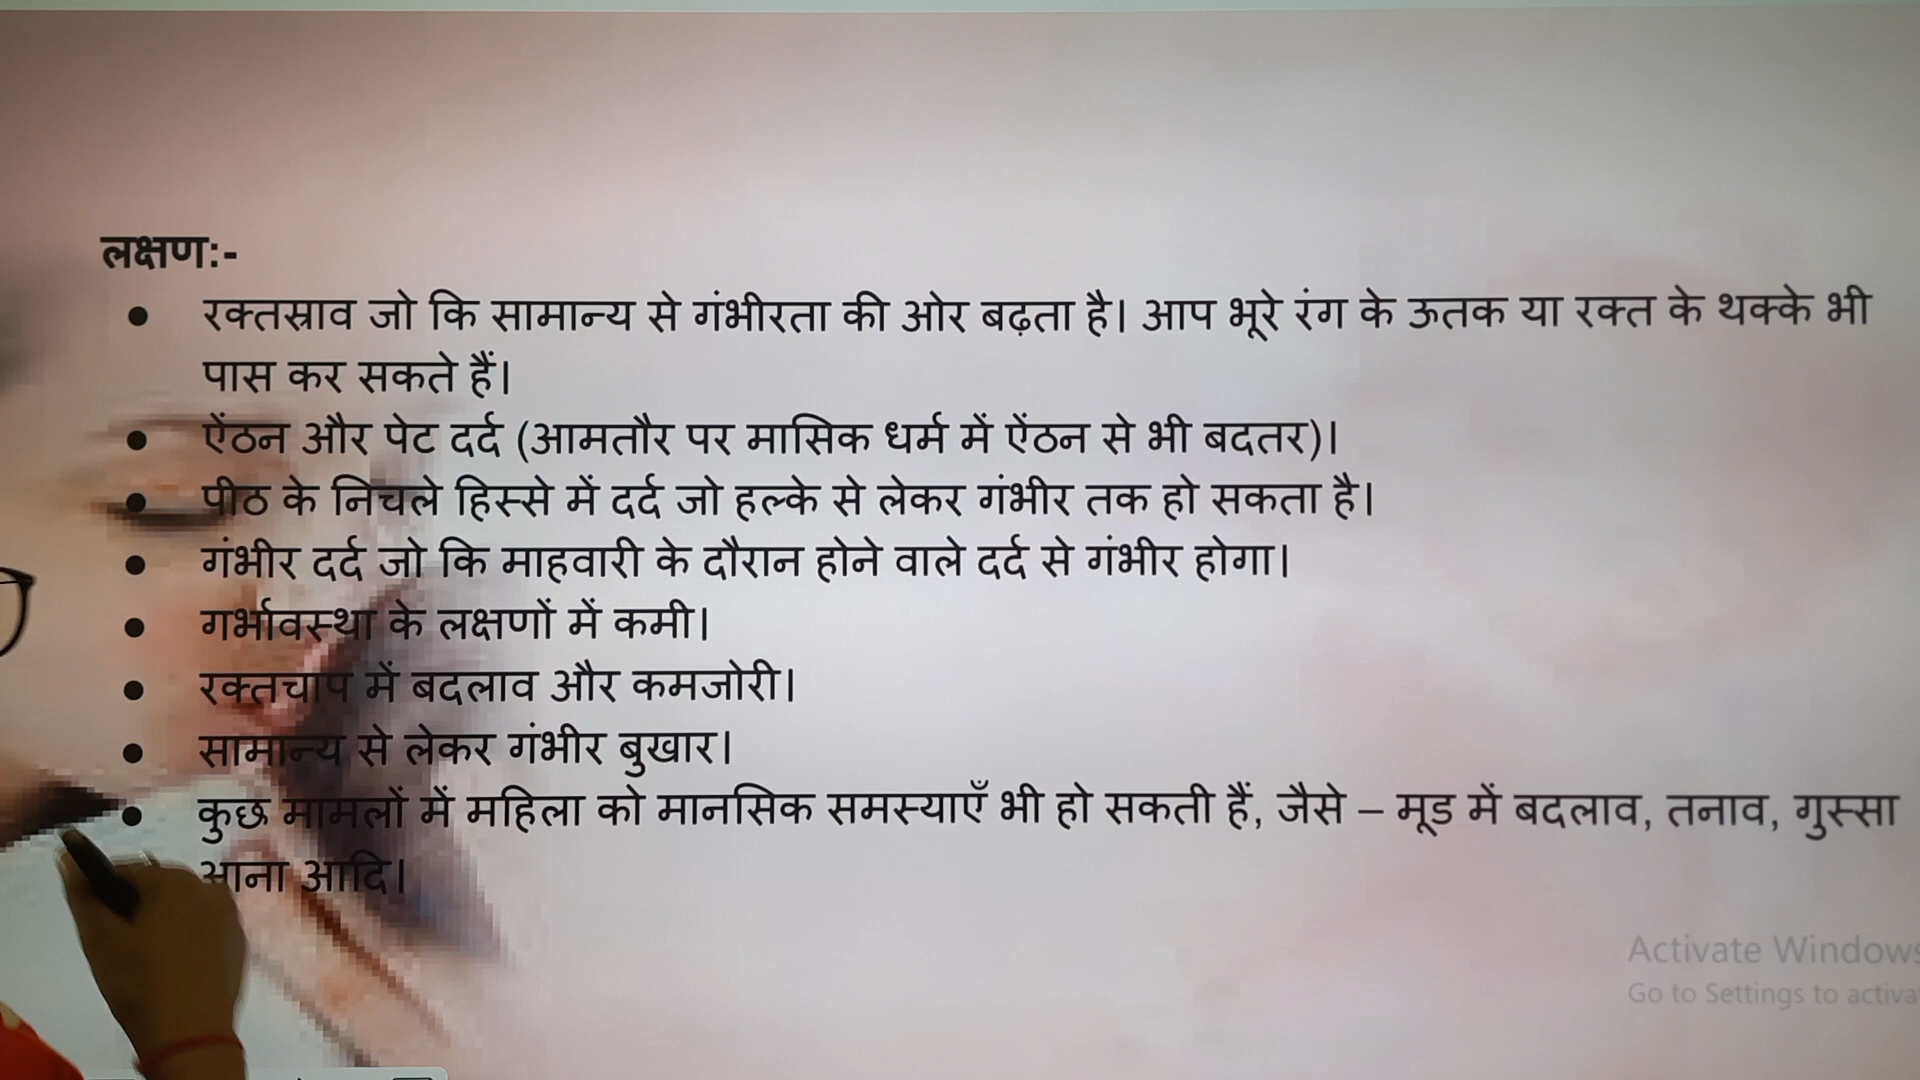 लक्षण:-
रक्तस्राव जो कि सामान्य से गंभीरता की ओर बढ़ता है। आप भूरे रंग के ऊतक या रक्त के थक्के भी
पास कर सकते हैं।
ऐंठन और पेट दर्द (आमतौर पर मासिक धर्म में ऐंठन से भी बदतर)।
पीठ के निचले हिस्से में दर्द जो हल्के से लेकर गंभीर तक हो सकता है।
गंभीर दर्द जो कि माहवारी के दौरान होने वाले दर्द से गंभीर होगा।
गर्भावस्था के लक्षणों में कमी।
रक्तचाप में बदलाव और कमजोरी।
सामान्य से लेकर गंभीर बुखार।
कुछ मामलों में महिला को मानसिक समस्याएँ भी हो सकती हैं, जैसे – मूड में बदलाव, तनाव, गुस्सा
आना आदि।
Activate Windows
Go to Settings to activa